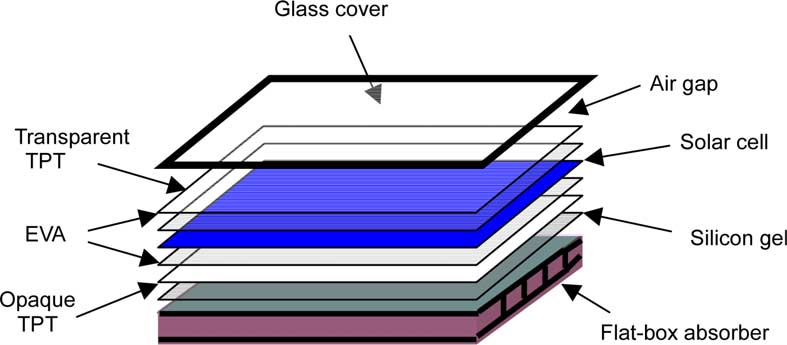 Glass cover
Air gap
Transparent
TPT
Solar cell
EVA
Silicon gel
Opaque
TPT
Flat-box absorber